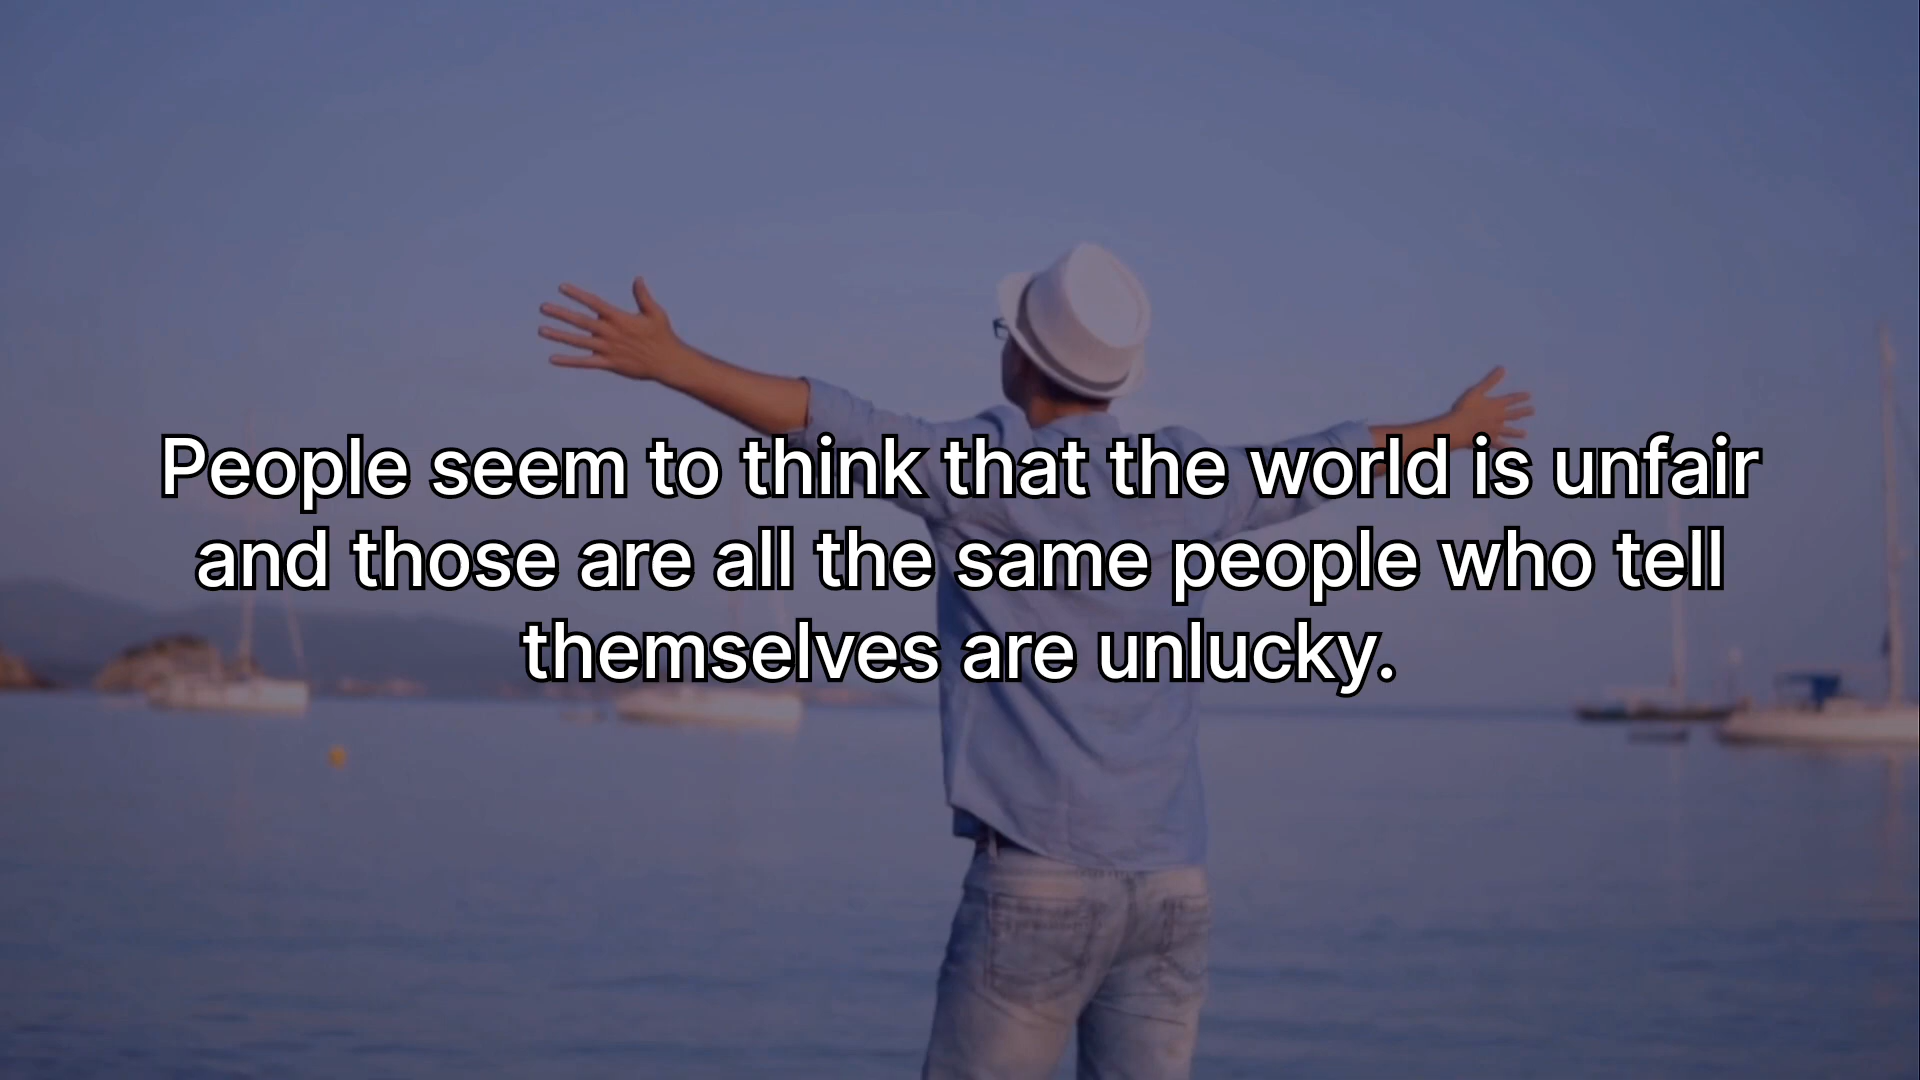 People seem to think that the world is unfair
and those are all the same people who tell
themselves are unlucky.